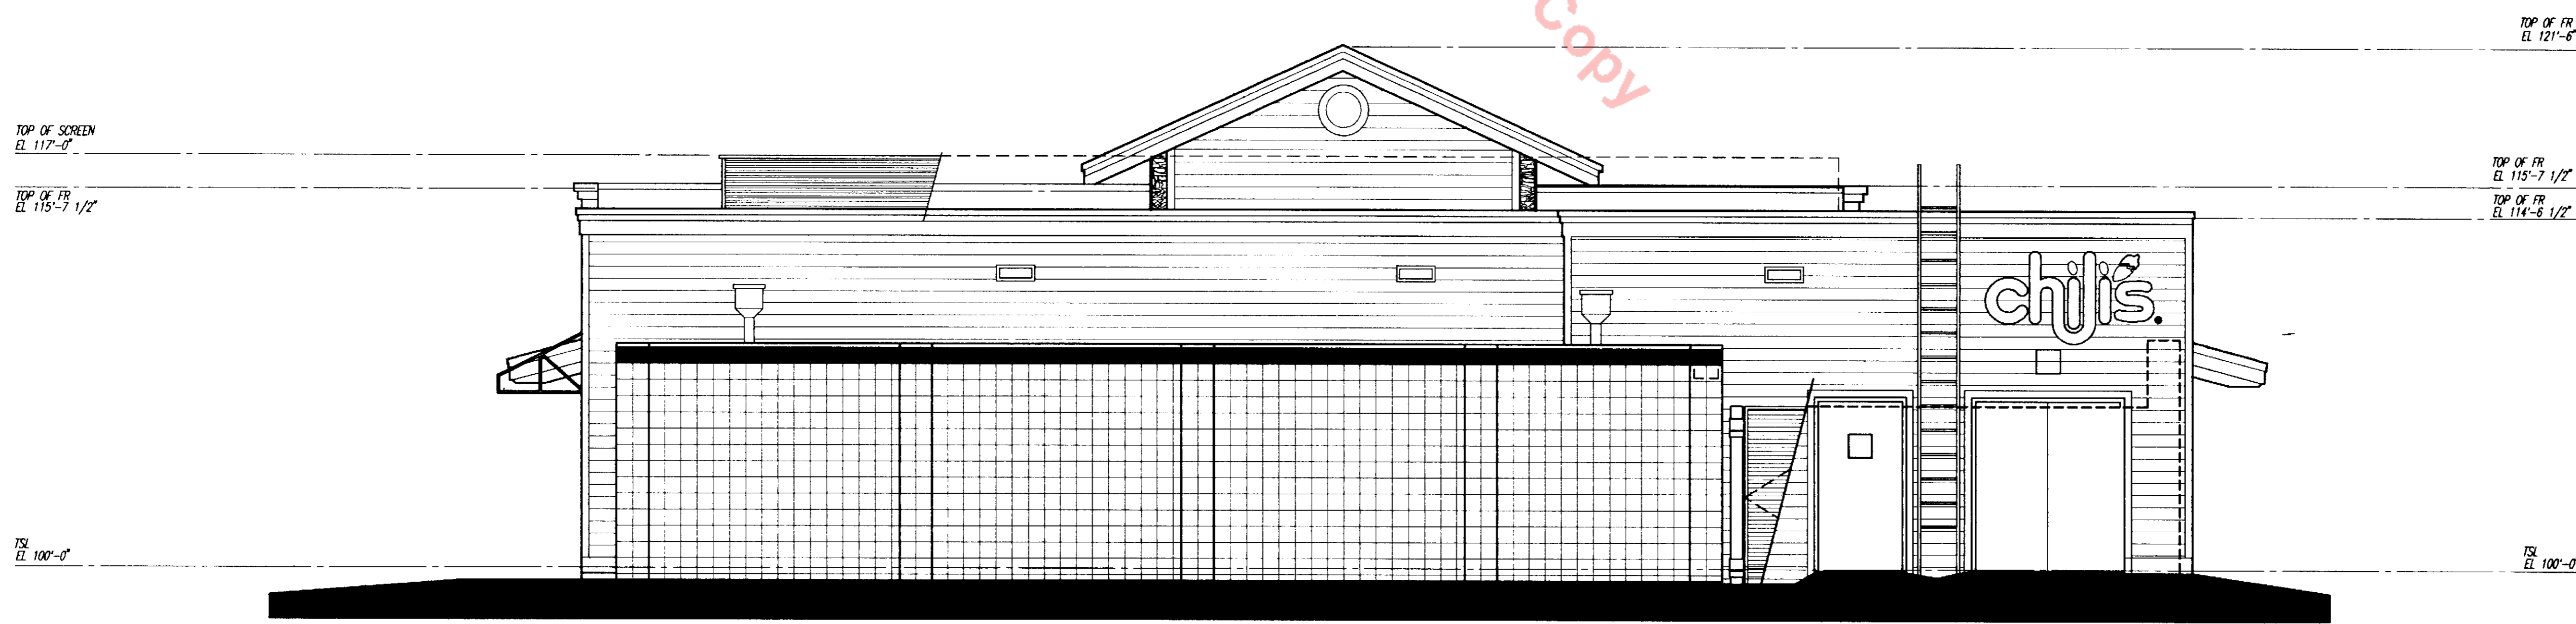 Copy
TOP OF FR
EL 121'-6"
TOP OF SCREEN
EL 117'-0"
TOP OF FR
EL 115'-7 1/2"
TOP OF FR
EL 115'-7 1/2"
TOP OF FR
EL 114'-6 1/2"
chili's
TSL
EL 100'-0"
TSL
EL 100'-0